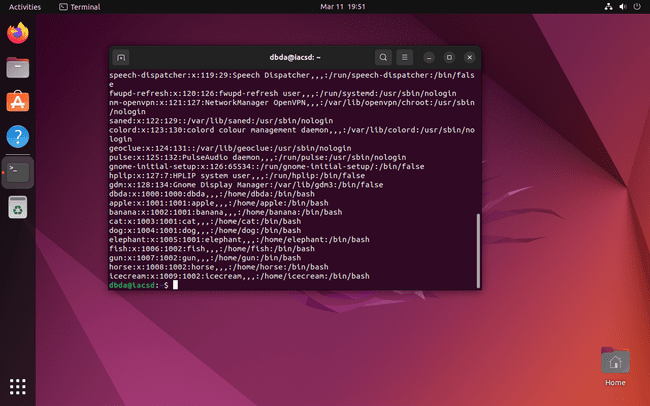 Activities
Terminal
Mar 11 19:51
dbda@iacsd: ~
speech-dispatcher:x:119:29:Speech Dispatcher,,,:/run/speech-dispatcher:/bin/fals
e
fwupd-refresh:x:120:126:fwupd-refresh user,,,:/run/systemd:/usr/sbin/nologin
nm-openvpn:x:121:127:NetworkManager OpenVPN,,,:/var/lib/openvpn/chroot:/usr/sbin
/nologin
saned:x:122:129::/var/lib/saned:/usr/sbin/nologin
colord:x:123:130:colord colour management daemon,,,:/var/lib/colord:/usr/sbin/no
login
geoclue:x:124:131::/var/lib/geoclue:/usr/sbin/nologin
pulse:x:125:132:PulseAudio daemon,,,:/run/pulse:/usr/sbin/nologin
gnome-initial-setup:x:126:65534::/run/gnome-initial-setup/:/bin/false
hplip:x:127:7:HPLIP system user,,,:/run/hplip:/bin/false
gdm:x:128:134:Gnome Display Manager:/var/lib/gdm3:/bin/false
dbda:x:1000:1000:dbda,,,:/home/dbda:/bin/bash
apple:x:1001:1001:apple,,,:/home/apple:/bin/bash
banana:x:1002:1001:banana,,,:/home/banana:/bin/bash
cat:x:1003:1001:cat,,,:/home/cat:/bin/bash
dog:x:1004:1001:dog,,,:/home/dog:/bin/bash
elephant:x:1005:1001:elephant,,,:/home/elephant:/bin/bash
fish:x:1006:1002:fish,,,:/home/fish:/bin/bash
gun:x:1007:1002:gun,,,:/home/gun:/bin/bash
horse:x:1008:1002:horse,,,:/home/horse:/bin/bash
icecream:x:1009:1002:icecream,,,:/home/icecream:/bin/bash
dbda@iacsd:~$
Home